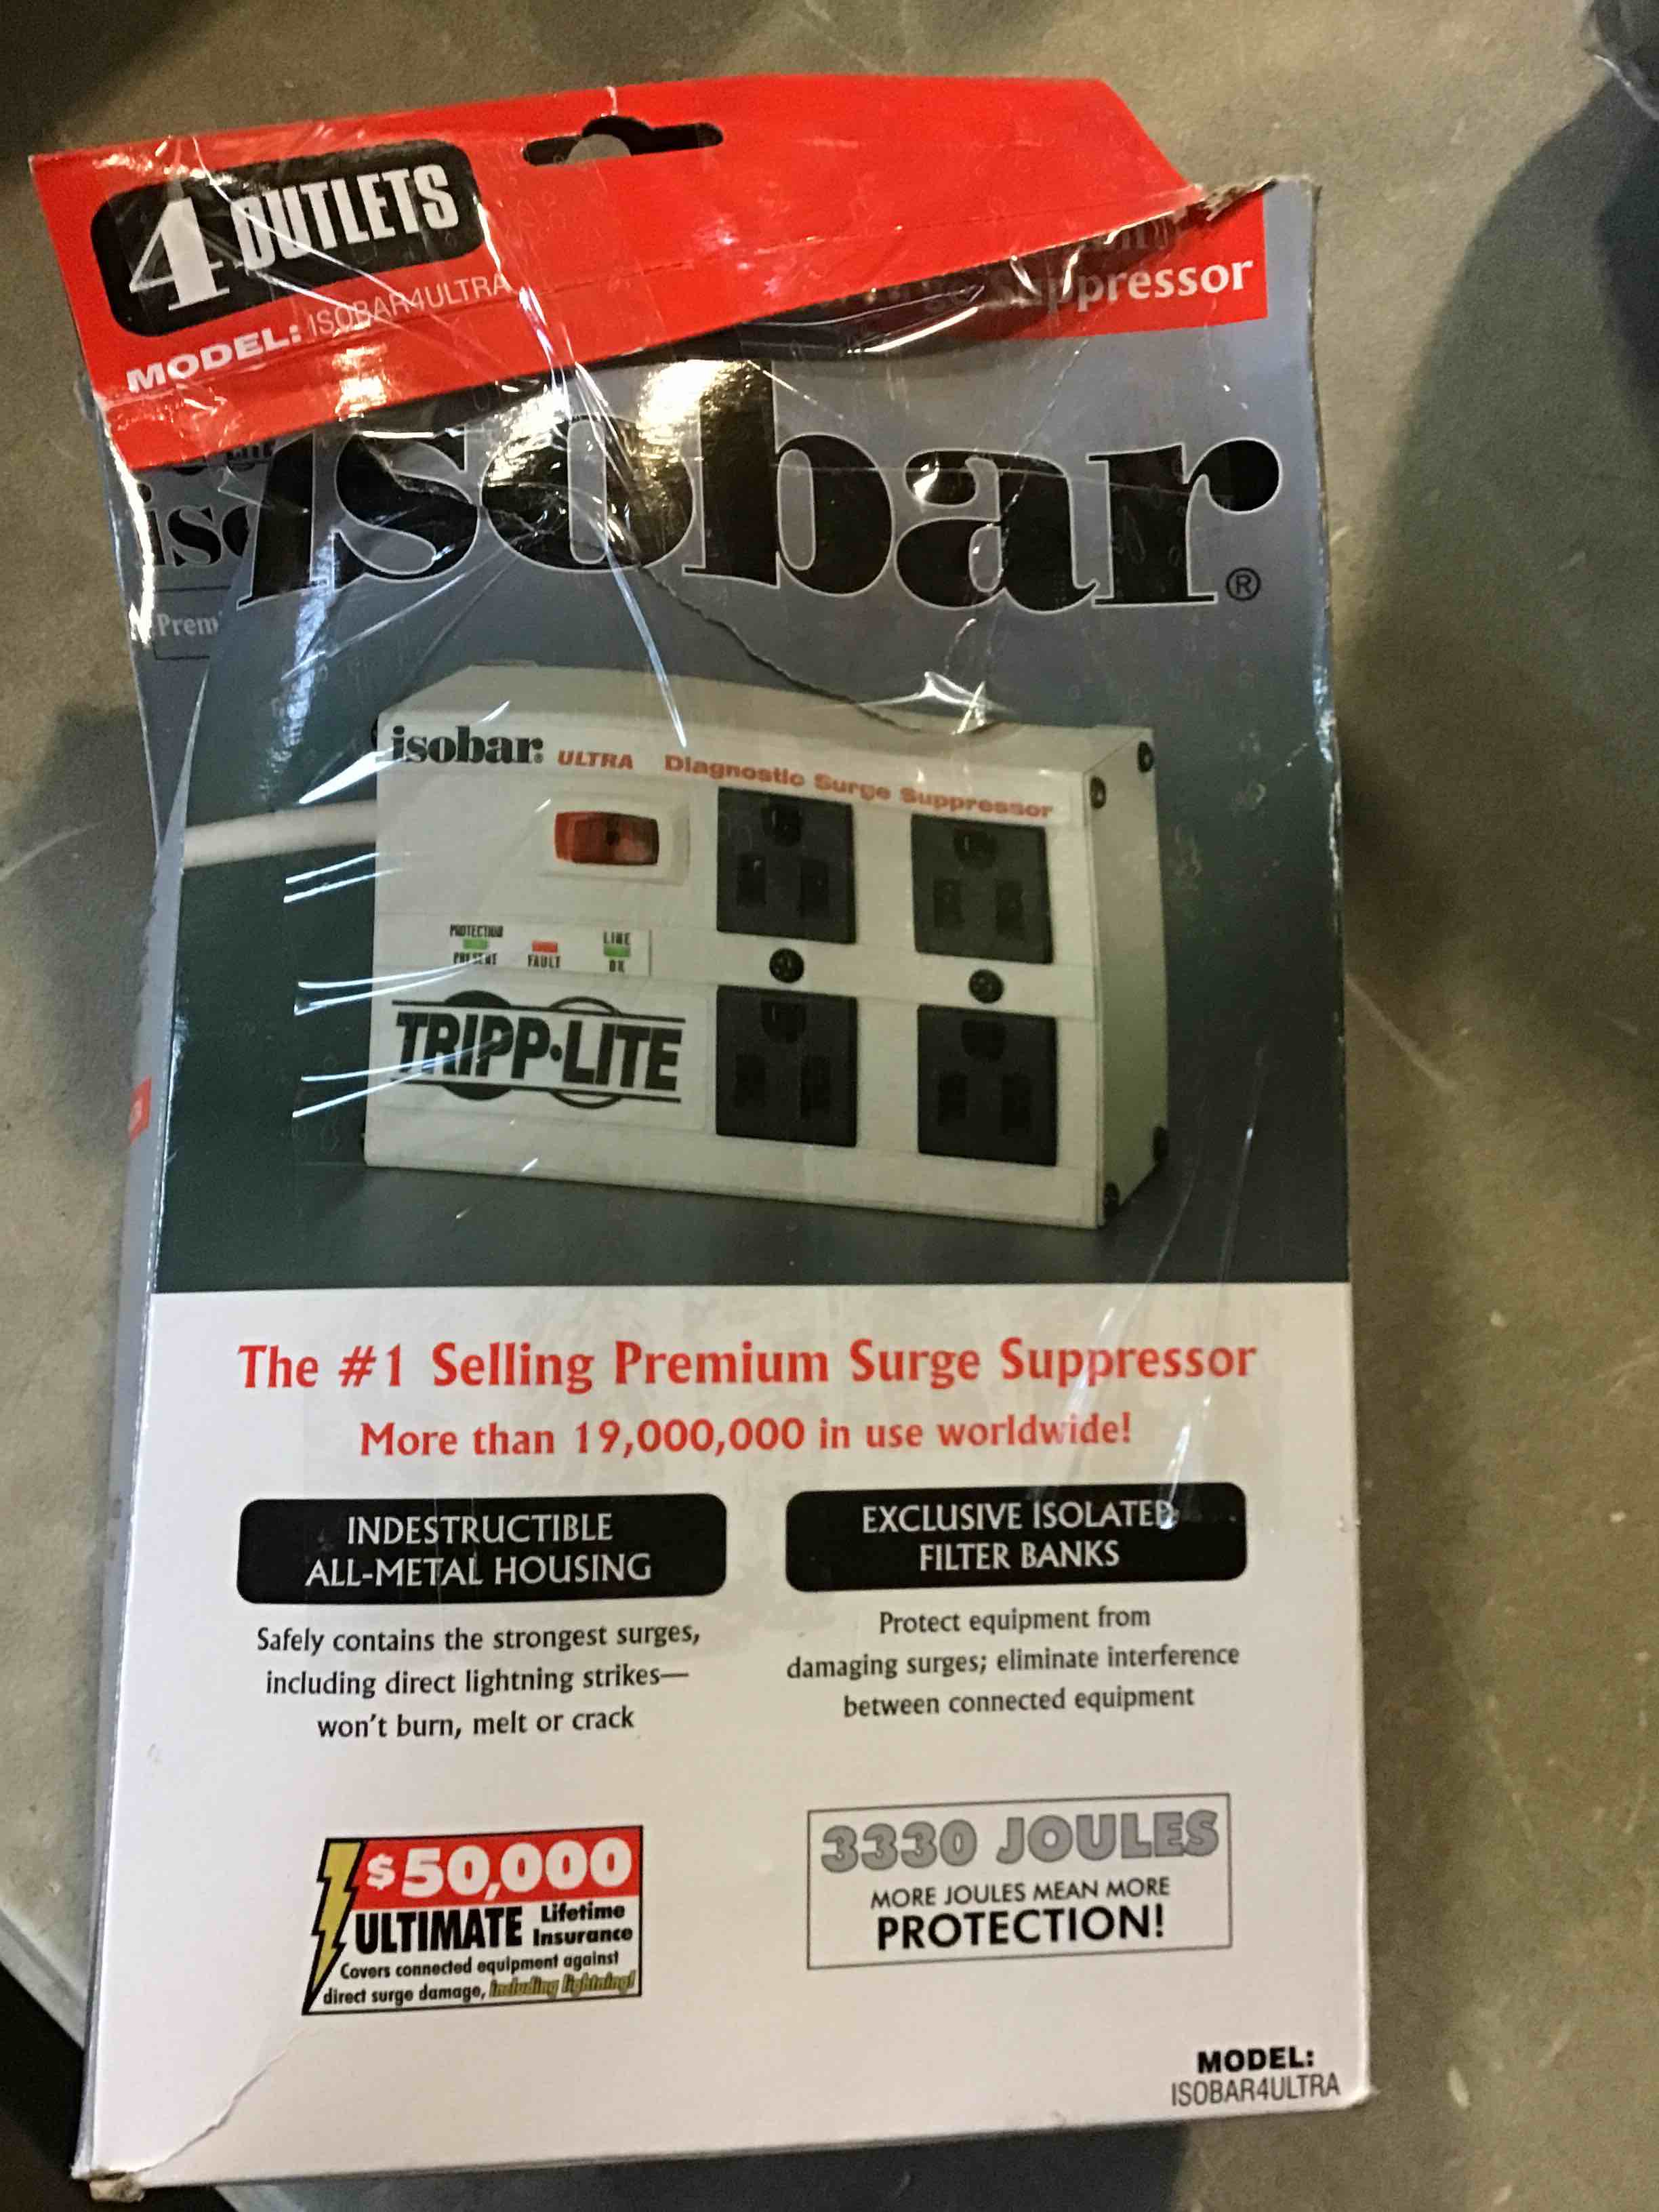 4 OUTLETS
MODEL: ISOBAR4ULTRA
Suppressor
isobar®
iso
Prem
isobar® ULTRA Diagnostic Surge Suppressor
PROTECTION
PRESENT
FAULT
LINE
OK
TRIPP·LITE
The #1 Selling Premium Surge Suppressor
More than 19,000,000 in use worldwide!
INDESTRUCTIBLE
ALL-METAL HOUSING
Safely contains the strongest surges,
including direct lightning strikes—
won't burn, melt or crack
EXCLUSIVE ISOLATED
FILTER BANKS
Protect equipment from
damaging surges; eliminate interference
between connected equipment
$50,000
ULTIMATE Lifetime
Insurance
Covers connected equipment against
direct surge damage, including lightning!
3330 JOULES
MORE JOULES MEAN MORE
PROTECTION!
MODEL:
ISOBAR4ULTRA